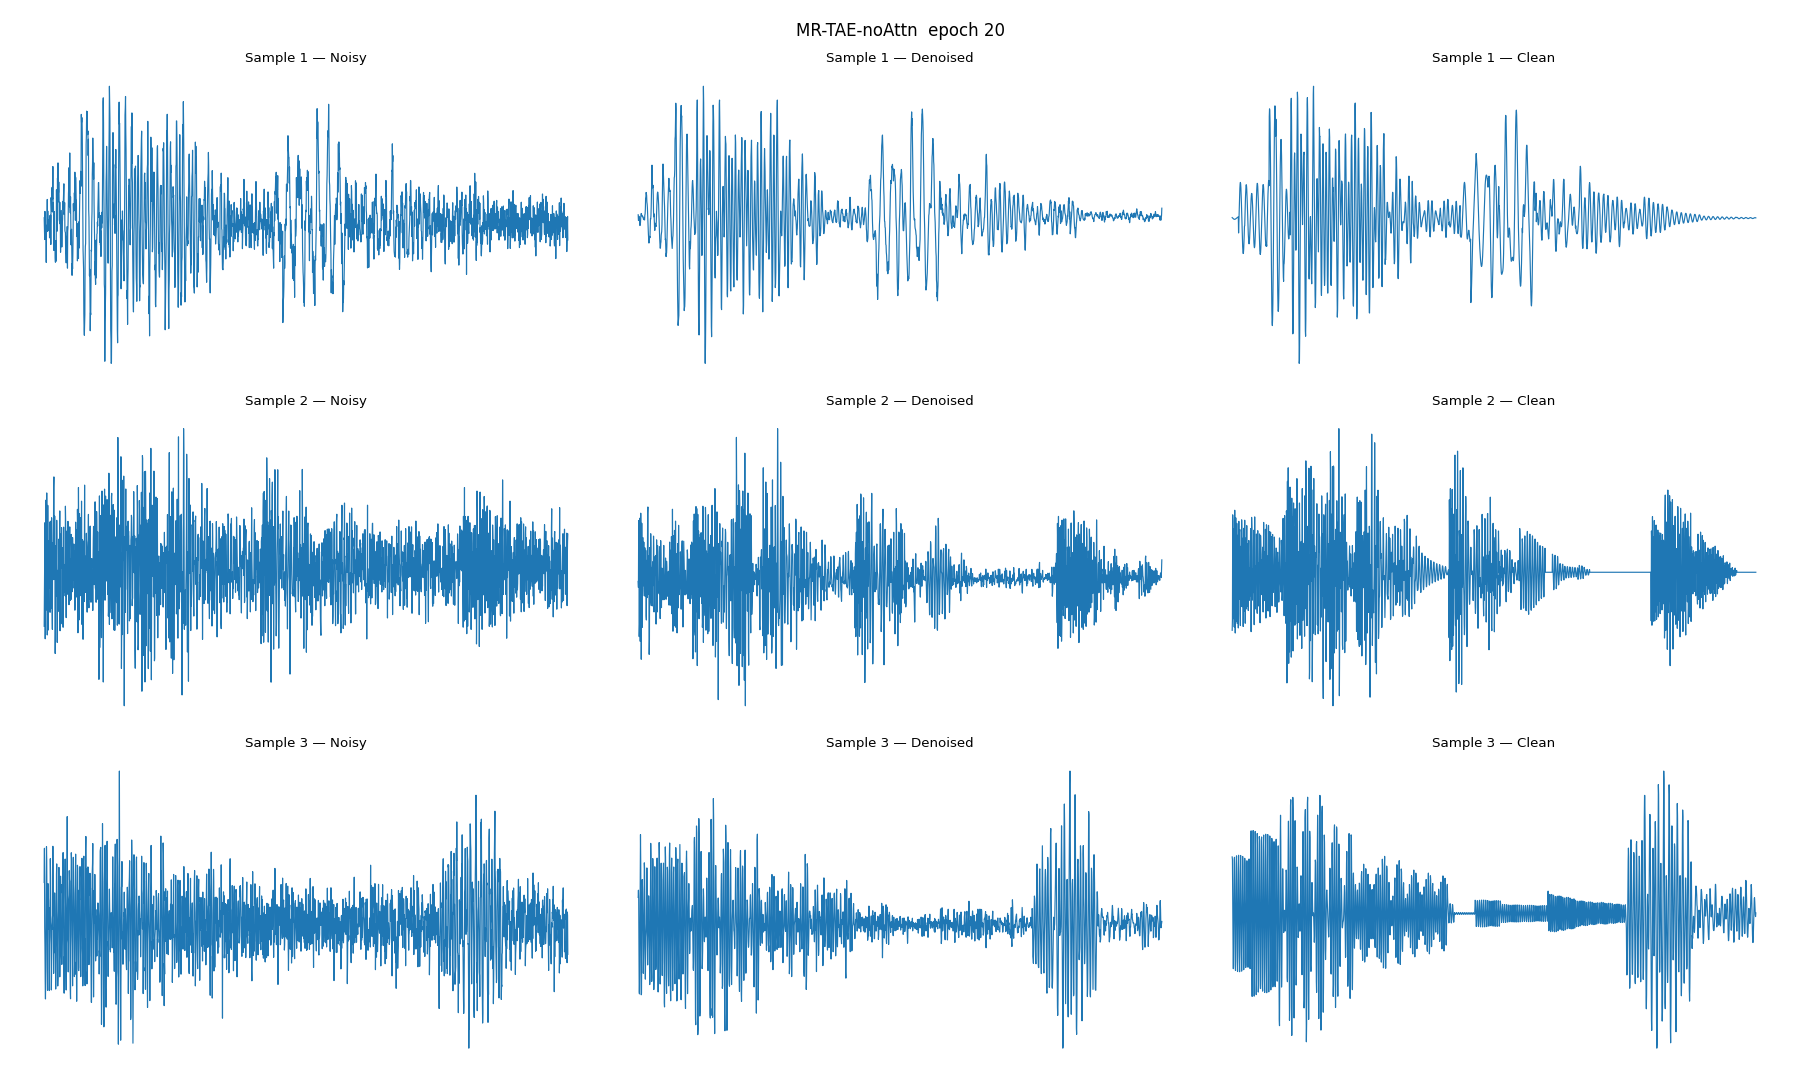 MR-TAE-noAttn  epoch 20
Sample 1 — Noisy
Sample 1 — Denoised
Sample 1 — Clean
Sample 2 — Noisy
Sample 2 — Denoised
Sample 2 — Clean
Sample 3 — Noisy
Sample 3 — Denoised
Sample 3 — Clean